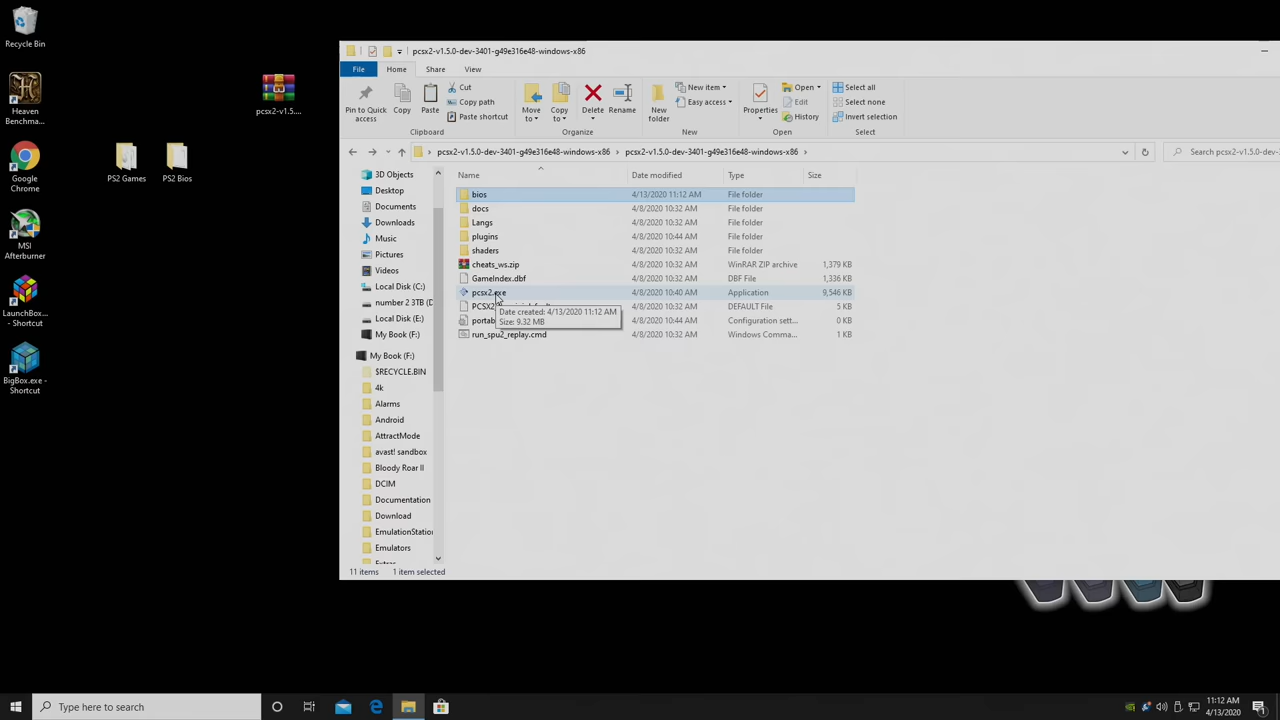 Recycle Bin
Heaven
Benchma...
Google
Chrome
MSI
Afterburner
LaunchBox...
- Shortcut
BigBox.exe -
Shortcut
pcsx2-v1.5....
PS2 Games
PS2 Bios
pcsx2-v1.5.0-dev-3401-g49e316e48-windows-x86
File Home Share View
Pin to Quick
access
Copy
Paste
Cut
Copy path
Paste shortcut
Clipboard
Move
to
Copy
to
Delete
Rename
Organize
New
folder
New item
Easy access
New
Properties
Open
Edit
History
Open
Select all
Select none
Invert selection
Select
pcsx2-v1.5.0-dev-3401-g49e316e48-windows-x86 > pcsx2-v1.5.0-dev-3401-g49e316e48-windows-x86 >
Search pcsx2-v1.5.0-d
3D Objects
Desktop
Documents
Downloads
Music
Pictures
Videos
Local Disk (C:)
number 2 3TB (D
Local Disk (E:)
My Book (F:)
My Book (F:)
$RECYCLE.BIN
4k
Alarms
Android
AttractMode
avast! sandbox
Bloody Roar II
DCIM
Documentation
Download
EmulationStation
Emulators
Name Date modified Type Size
bios 4/13/2020 11:12 AM File folder
docs 4/8/2020 10:32 AM File folder
Langs 4/8/2020 10:32 AM File folder
plugins 4/8/2020 10:44 AM File folder
shaders 4/8/2020 10:32 AM File folder
cheats_ws.zip 4/8/2020 10:32 AM WinRAR ZIP archive 1,379 KB
GameIndex.dbf 4/8/2020 10:32 AM DBF File 1,336 KB
pcsx2.exe 4/8/2020 10:40 AM Application 9,546 KB
PCSX2 4/8/2020 10:32 AM DEFAULT File 1 KB
portab 4/8/2020 10:44 AM Configuration sett... 0 KB
run_spu2_replay.cmd 4/8/2020 10:32 AM Windows Comma... 1 KB
Date created: 4/13/2020 11:12 AM
Size: 9.32 MB
11 items 1 item selected
Type here to search
11:12 AM
4/13/2020
1